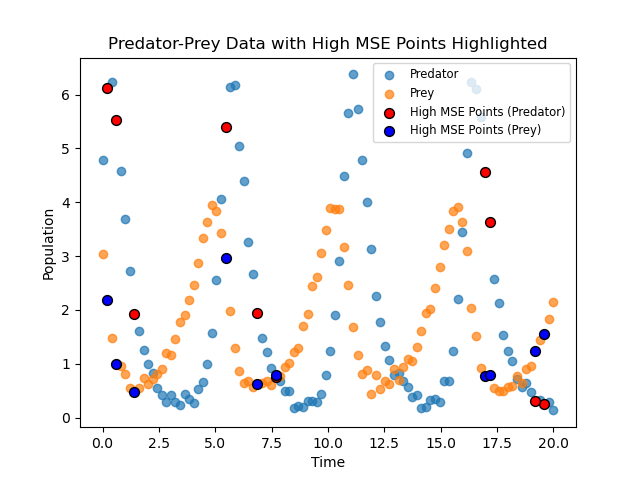 Predator-Prey Data with High MSE Points Highlighted
Predator
Prey
High MSE Points (Predator)
High MSE Points (Prey)
Population
6
5
4
3
2
1
0
0.0 2.5 5.0 7.5 10.0 12.5 15.0 17.5 20.0
Time